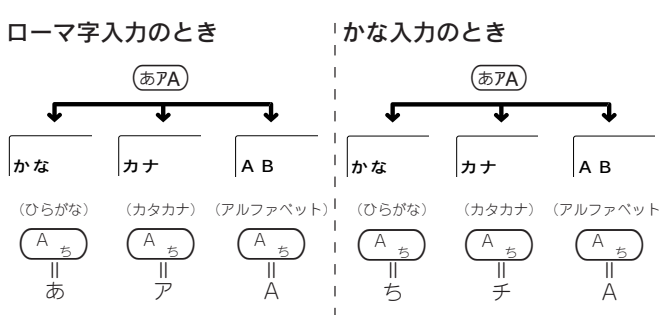 ローマ字入力のとき
あアA
かな
カナ
AB
（ひらがな）
（カタカナ）
（アルファベット）
A ち
A ち
A ち
=
=
=
あ
ア
A
かな入力のとき
あアA
かな
カナ
AB
（ひらがな）
（カタカナ）
（アルファベット
A ち
A ち
A ち
=
=
=
ち
チ
A